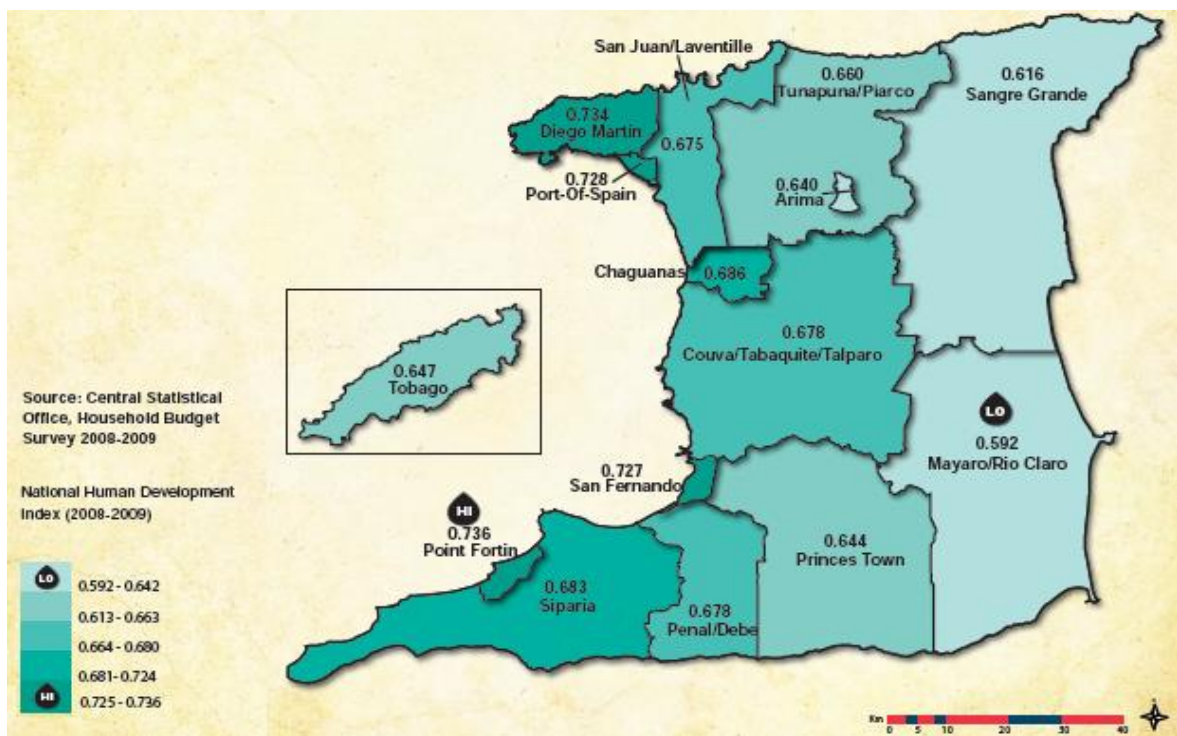 San Juan/Laventille
0.660
Tunapuna/Piarco
0.616
Sangre Grande
0.734
Diego Martin
0.675
0.728
Port-Of-Spain
0.640
Arima
Chaguanas
0.686
0.678
Couva/Tabaquite/Talparo
0.647
Tobago
Source: Central Statistical
Office, Household Budget
Survey 2008-2009
LO
0.592
Mayaro/Rio Claro
0.727
San Fernando
National Human Development
Index (2008-2009)
HI
0.736
Point Fortin
0.644
Princes Town
0.683
Siparia
0.678
Penal/Debe
LO
0.592 - 0.642
0.613 - 0.663
0.664 - 0.680
0.681 - 0.724
HI
0.725 - 0.736
Km
0 5 10 20 30 40